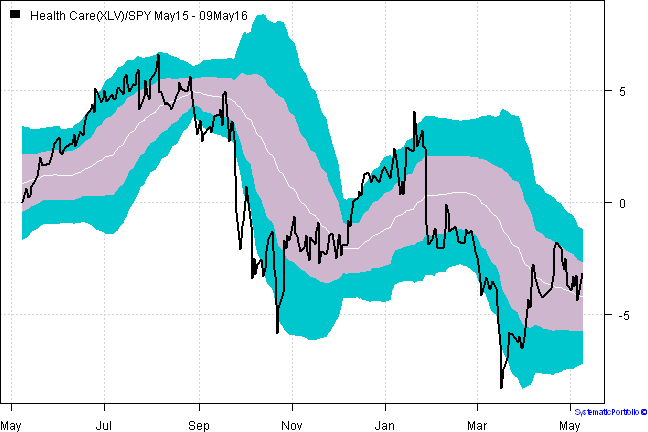 Health Care(XLV)/SPY May15 - 09May16
5
0
-5
May Jul Sep Nov Jan Mar May
SystematicPortfolio ©